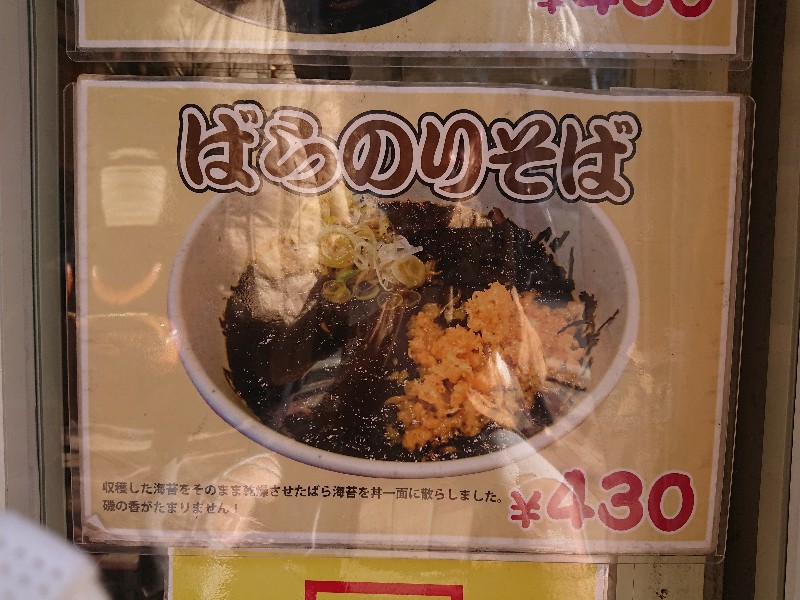 ばらのりそば
収穫した海苔をそのまま乾燥させたばら海苔を丼一面に散らしました。
磯の香がたまりません！
¥430